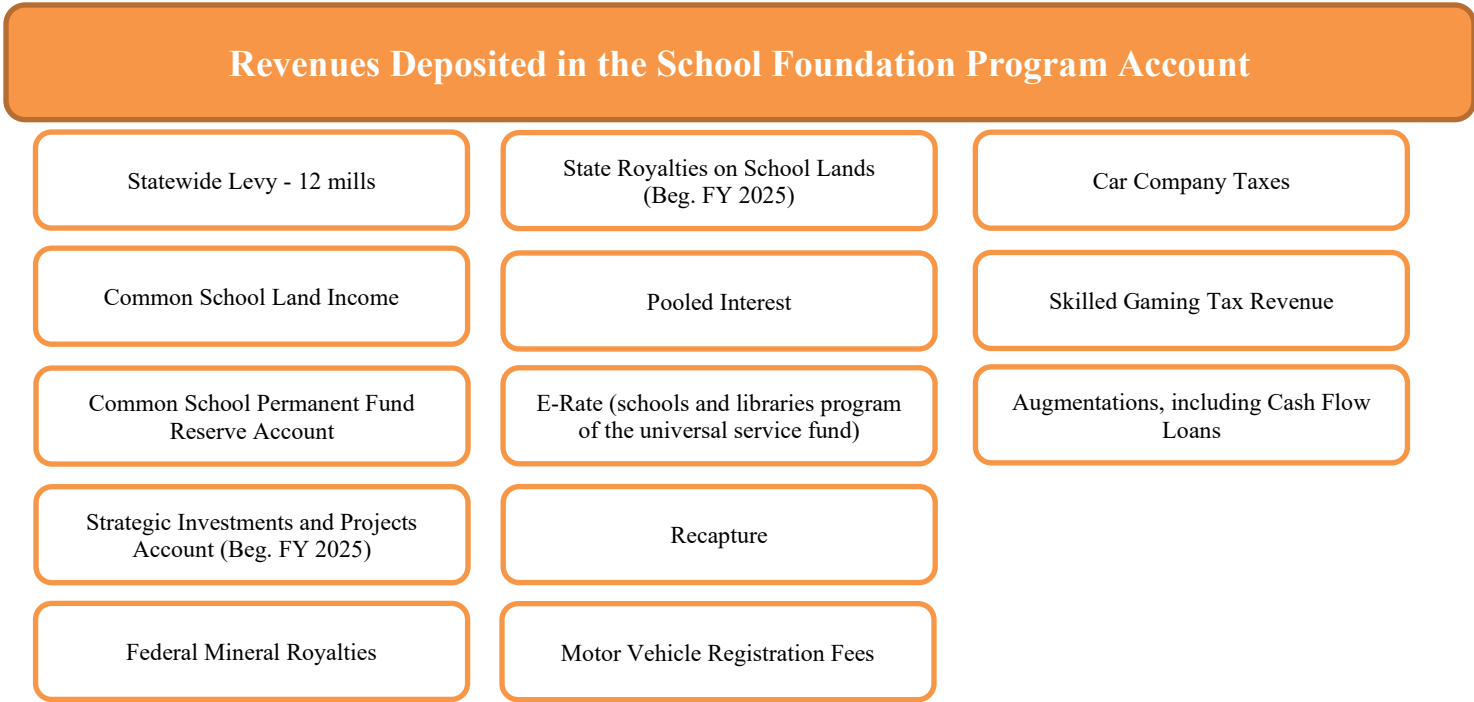 Revenues Deposited in the School Foundation Program Account
Statewide Levy - 12 mills
Common School Land Income
Common School Permanent Fund
Reserve Account
Strategic Investments and Projects
Account (Beg. FY 2025)
Federal Mineral Royalties
State Royalties on School Lands
(Beg. FY 2025)
Pooled Interest
E-Rate (schools and libraries program
of the universal service fund)
Recapture
Motor Vehicle Registration Fees
Car Company Taxes
Skilled Gaming Tax Revenue
Augmentations, including Cash Flow
Loans